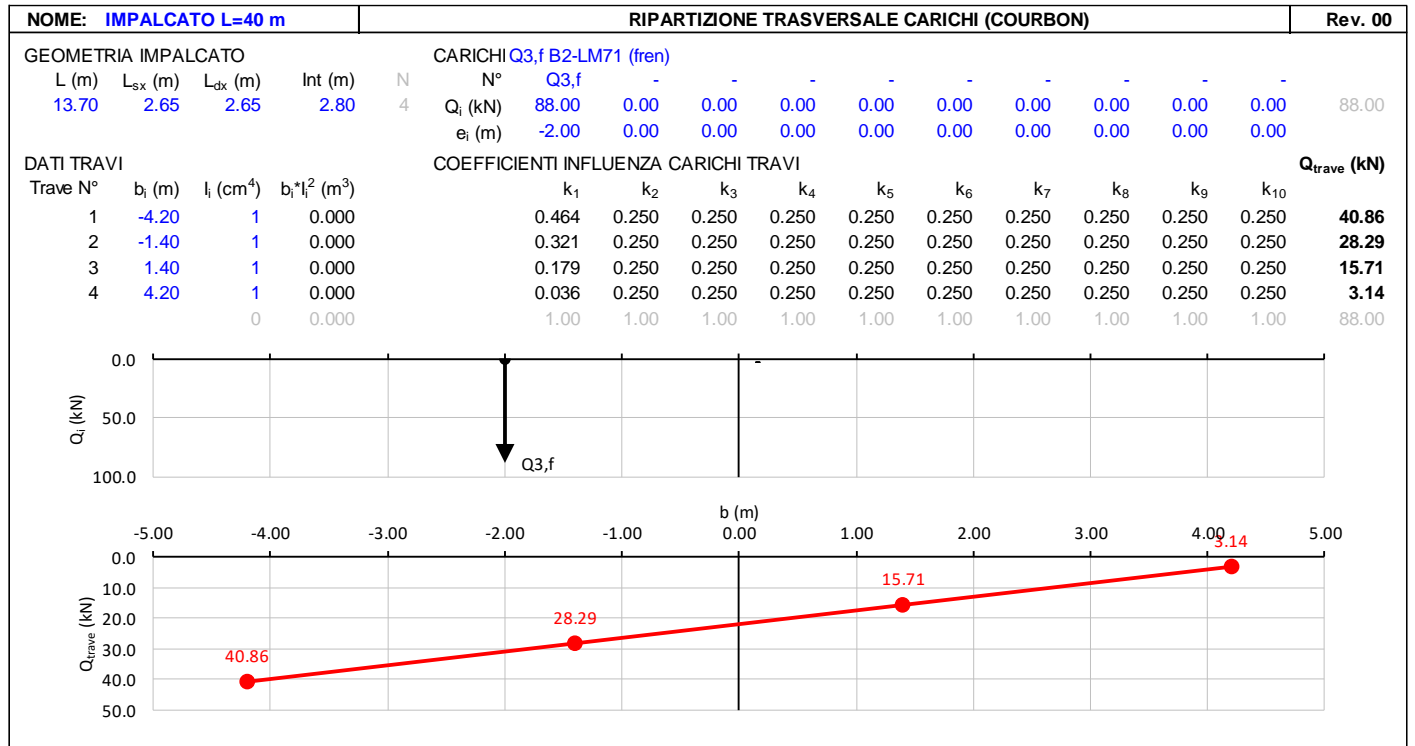 NOME: IMPALCATO L=40 m RIPARTIZIONE TRASVERSALE CARICHI (COURBON) Rev. 00
GEOMETRIA IMPALCATO CARICHI Q3,f B2-LM71 (fren)
L (m) Lsx (m) Ldx (m) Int (m) N N° Q3,f - - - - - - - - -
13.70 2.65 2.65 2.80 4 Qi (kN) 88.00 0.00 0.00 0.00 0.00 0.00 0.00 0.00 0.00 0.00 88.00
ei (m) -2.00 0.00 0.00 0.00 0.00 0.00 0.00 0.00 0.00 0.00
DATI TRAVI COEFFICIENTI INFLUENZA CARICHI TRAVI Qtrave (kN)
Trave N° bi (m) Ii (cm4) bi*Ii2 (m3) k1 k2 k3 k4 k5 k6 k7 k8 k9 k10
1 -4.20 1 0.000 0.464 0.250 0.250 0.250 0.250 0.250 0.250 0.250 0.250 0.250 40.86
2 -1.40 1 0.000 0.321 0.250 0.250 0.250 0.250 0.250 0.250 0.250 0.250 0.250 28.29
3 1.40 1 0.000 0.179 0.250 0.250 0.250 0.250 0.250 0.250 0.250 0.250 0.250 15.71
4 4.20 1 0.000 0.036 0.250 0.250 0.250 0.250 0.250 0.250 0.250 0.250 0.250 3.14
0 0.000 1.00 1.00 1.00 1.00 1.00 1.00 1.00 1.00 1.00 1.00 88.00
0.0 -
Qi (kN)
50.0
Q3,f
100.0
b (m)
-5.00 -4.00 -3.00 -2.00 -1.00 0.00 1.00 2.00 3.00 4.00 5.00
0.0 3.14
Qtrave (kN)
10.0 15.71
20.0 28.29
30.0 40.86
40.0
50.0